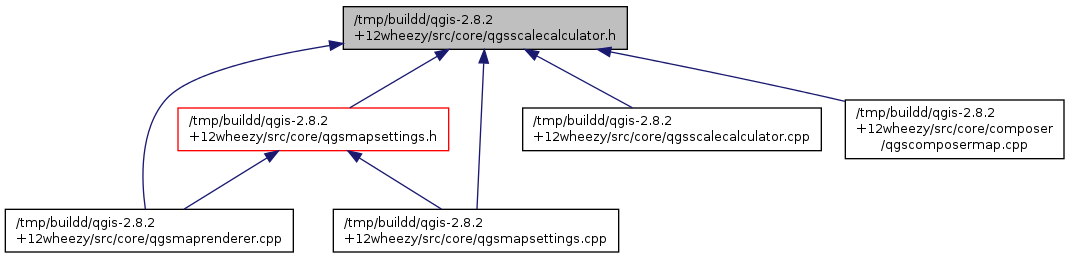 /tmp/buildd/qgis-2.8.2
+12wheezy/src/core/qgsscalecalculator.h
/tmp/buildd/qgis-2.8.2
+12wheezy/src/core/qgsmapsettings.h
/tmp/buildd/qgis-2.8.2
+12wheezy/src/core/qgsscalecalculator.cpp
/tmp/buildd/qgis-2.8.2
+12wheezy/src/core/composer
/qgscomposermap.cpp
/tmp/buildd/qgis-2.8.2
+12wheezy/src/core/qgsmaprenderer.cpp
/tmp/buildd/qgis-2.8.2
+12wheezy/src/core/qgsmapsettings.cpp